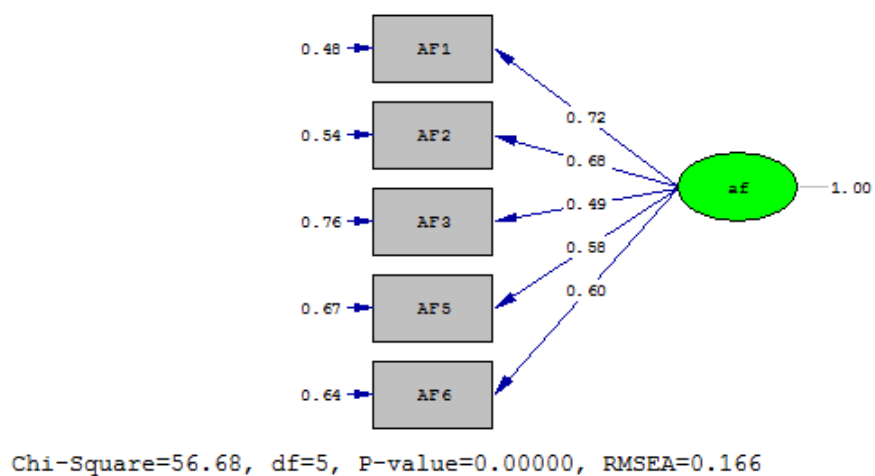 0.48 AF1
0.72
0.54 AF2
0.68
af 1.00
0.49
0.76 AF3
0.58
0.60
0.67 AF5
0.64 AF6
Chi-Square=56.68, df=5, P-value=0.00000, RMSEA=0.166